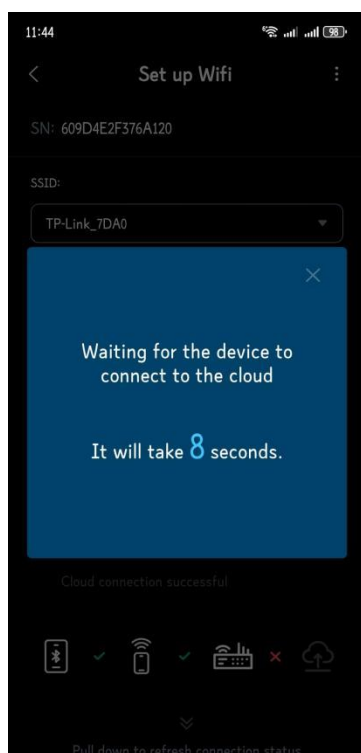 11:44
98
Set up Wifi
SN: 609D4E2F376A120
SSID:
TP-Link_7DA0
Waiting for the device to
connect to the cloud
It will take 8 seconds.
Cloud connection successful
Pull down to refresh connection status